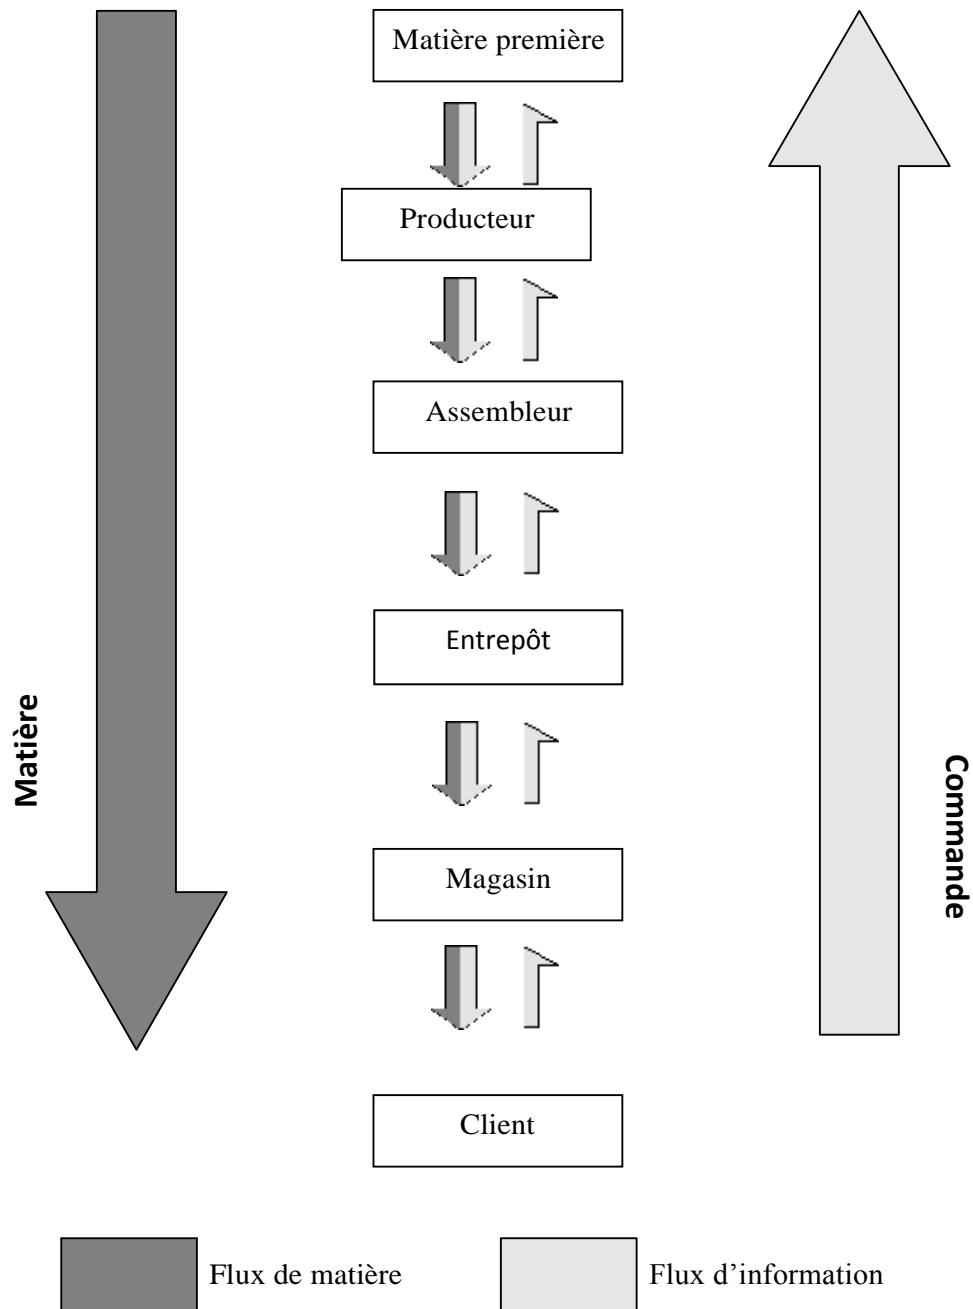 Matière première
Producteur
Assembleur
Entrepôt
Matière
Commande
Magasin
Client
Flux de matière
Flux d’information